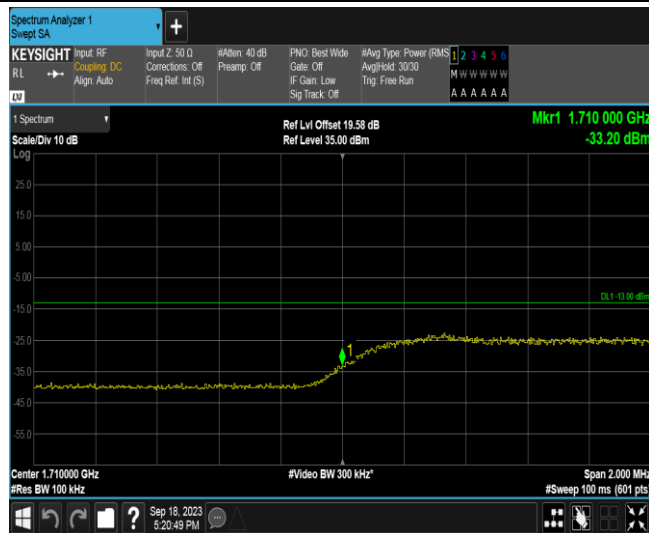 Spectrum Analyzer 1
Swept SA
+
KEYSIGHT
RL
Input: RF
Coupling: DC
Align: Auto
Input Z: 50 Ω
Corrections: Off
Freq Ref: Int (S)
#Atten: 40 dB
Preamp: Off
PNO: Best Wide
Gate: Off
IF Gain: Low
Sig Track: Off
#Avg Type: Power (RMS
Avg|Hold: 30/30
Trig: Free Run
1 2 3 4 5 6
M W W W W W
A A A A A A
1 Spectrum
Scale/Div 10 dB
Log
Ref Lvl Offset 19.58 dB
Ref Level 35.00 dBm
Mkr1 1.710 000 GHz
-33.20 dBm
25.0
15.0
5.00
-5.00
DL1 -13.00 dBm
-15.0
-25.0
1
-35.0
-45.0
-55.0
Center 1.710000 GHz
#Res BW 100 kHz
#Video BW 300 kHz*
Span 2.000 MHz
#Sweep 100 ms (601 pts)
?
Sep 18, 2023
5:20:49 PM